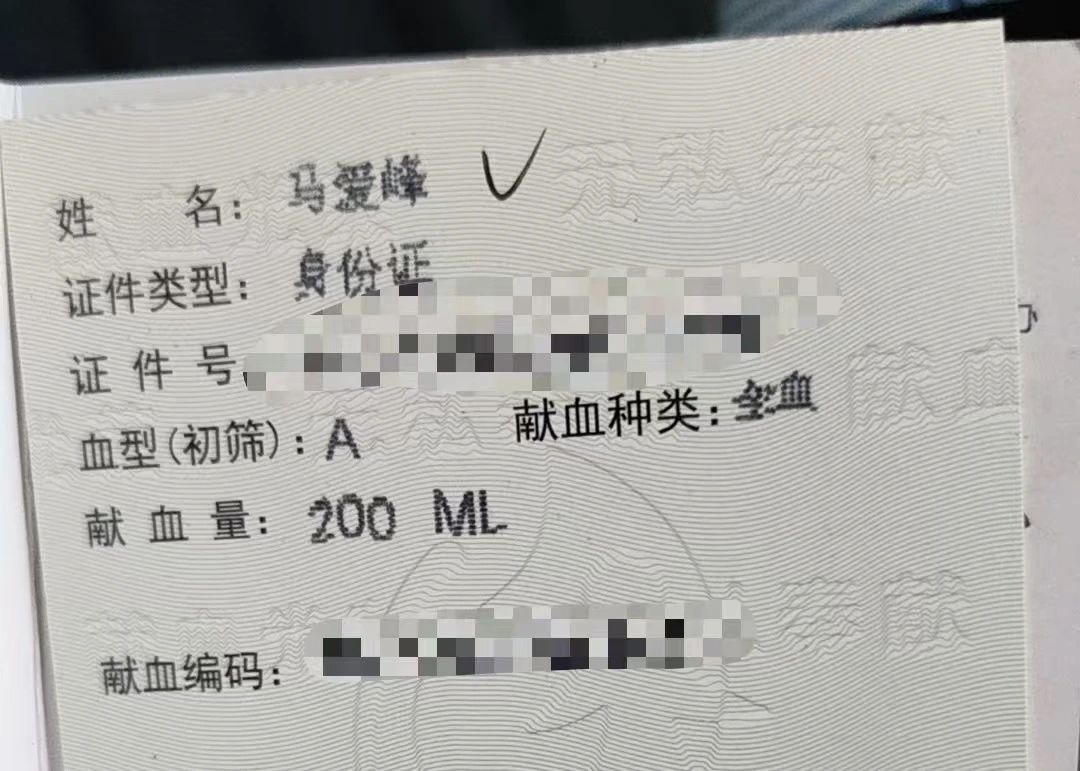 姓 名：马爱峰
证件类型：身份证
证 件 号
血型(初筛)：A 献血种类：全血
献 血 量：200 ML
献血编码：